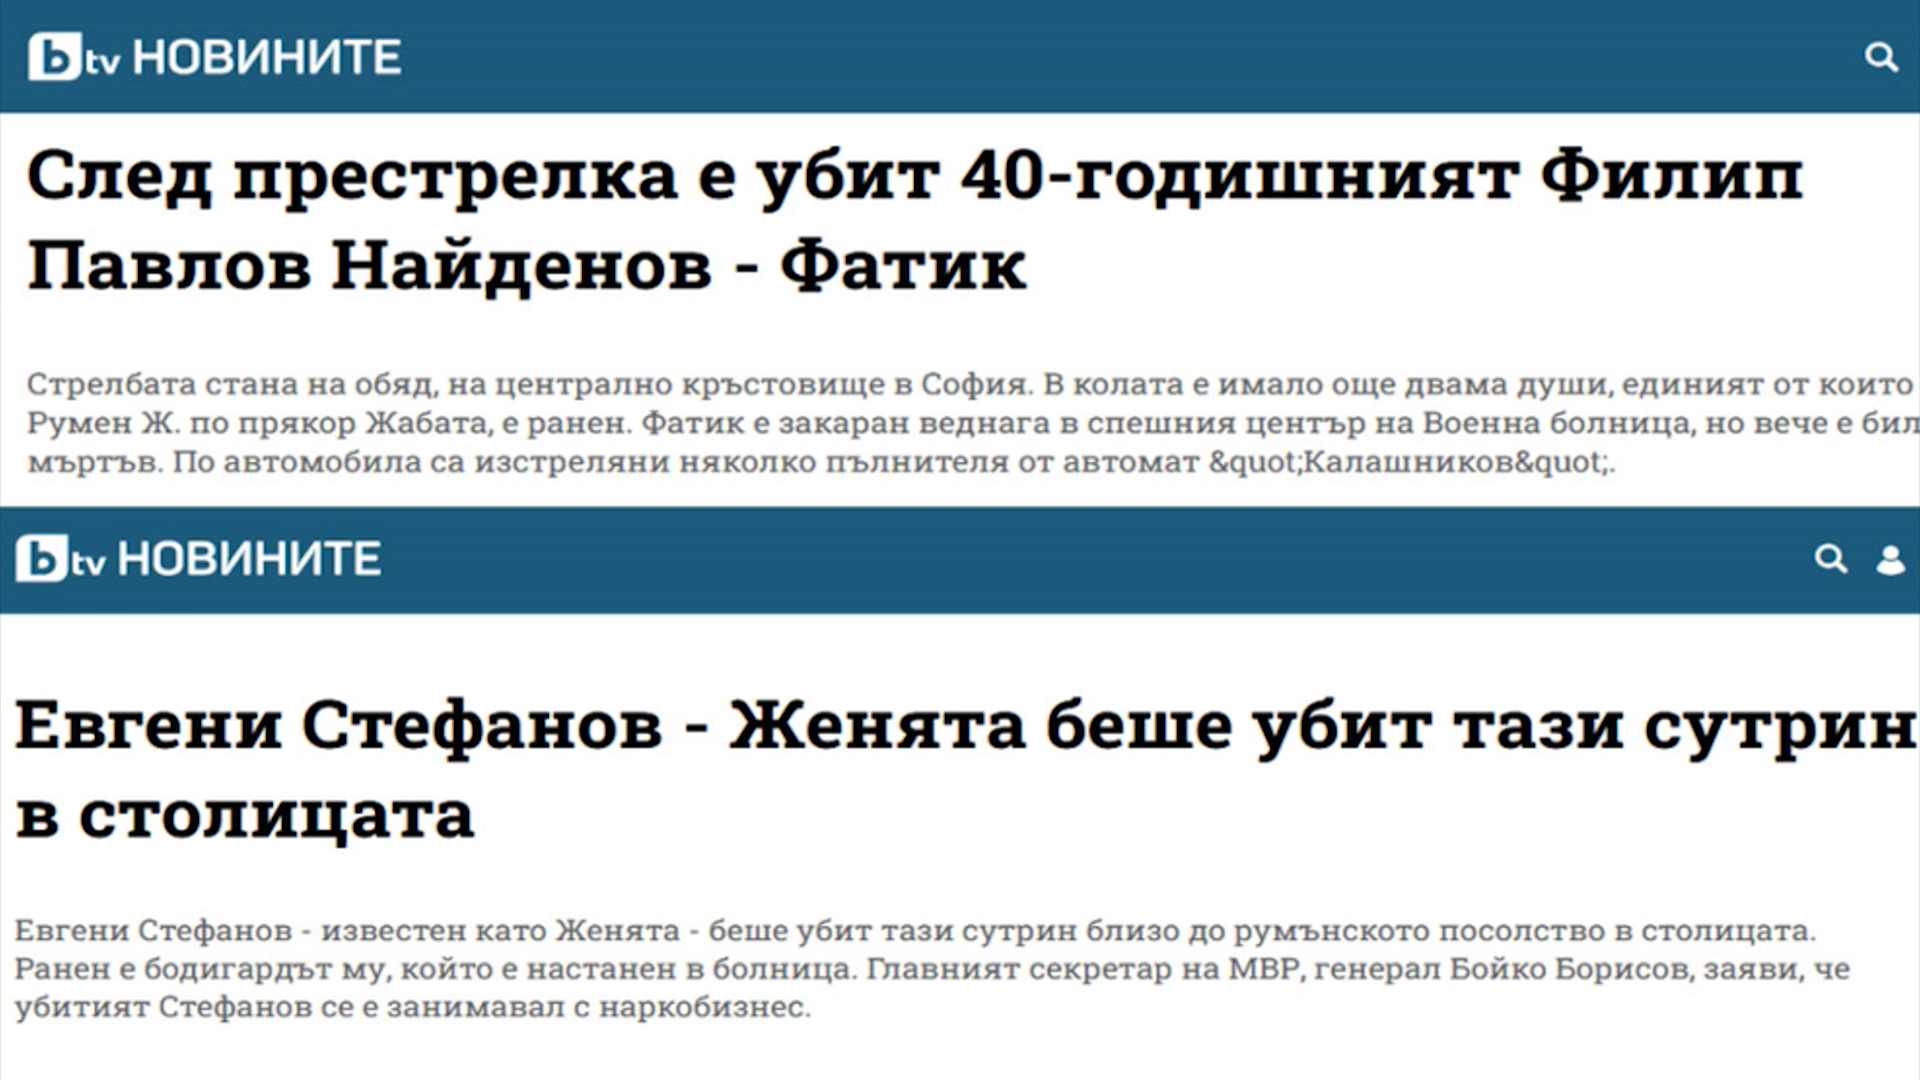 btv НОВИНИТЕ
След престрелка е убит 40-годишният Филип
Павлов Найденов - Фатик
Стрелбата стана на обяд, на централно кръстовище в София. В колата е имало още двама души, единият от които
Румен Ж. по прякор Жабата, е ранен. Фатик е закаран веднага в спешния център на Военна болница, но вече е бил
мъртъв. По автомобила са изстреляни няколко пълнителя от автомат &quot;Калашников&quot;.
btv НОВИНИТЕ
Евгени Стефанов - Женята беше убит тази сутрин
в столицата
Евгени Стефанов - известен като Женята - беше убит тази сутрин близо до румънското посолство в столицата.
Ранен е бодигардът му, който е настанен в болница. Главният секретар на МВР, генерал Бойко Борисов, заяви, че
убитият Стефанов се е занимавал с наркобизнес.